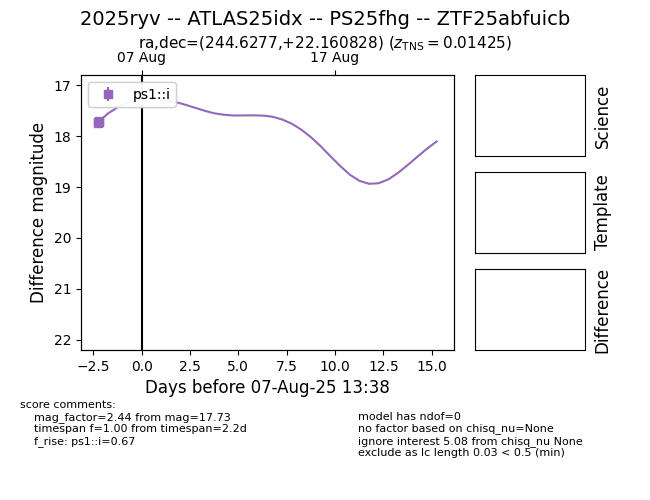 2025ryv -- ATLAS25idx -- PS25fhg -- ZTF25abfuicb
ra,dec=(244.6277,+22.160828) (z_TNS = 0.01425)
07 Aug 17 Aug
ps1::i
17
18
19
20
21
22
Difference magnitude
−2.5 0.0 2.5 5.0 7.5 10.0 12.5 15.0
Days before 07-Aug-25 13:38
Science
Template
Difference
score comments:
mag_factor=2.44 from mag=17.73
timespan f=1.00 from timespan=2.2d
f_rise: ps1::i=0.67
model has ndof=0
no factor based on chisq_nu=None
ignore interest 5.08 from chisq_nu None
exclude as lc length 0.03 < 0.5 (min)